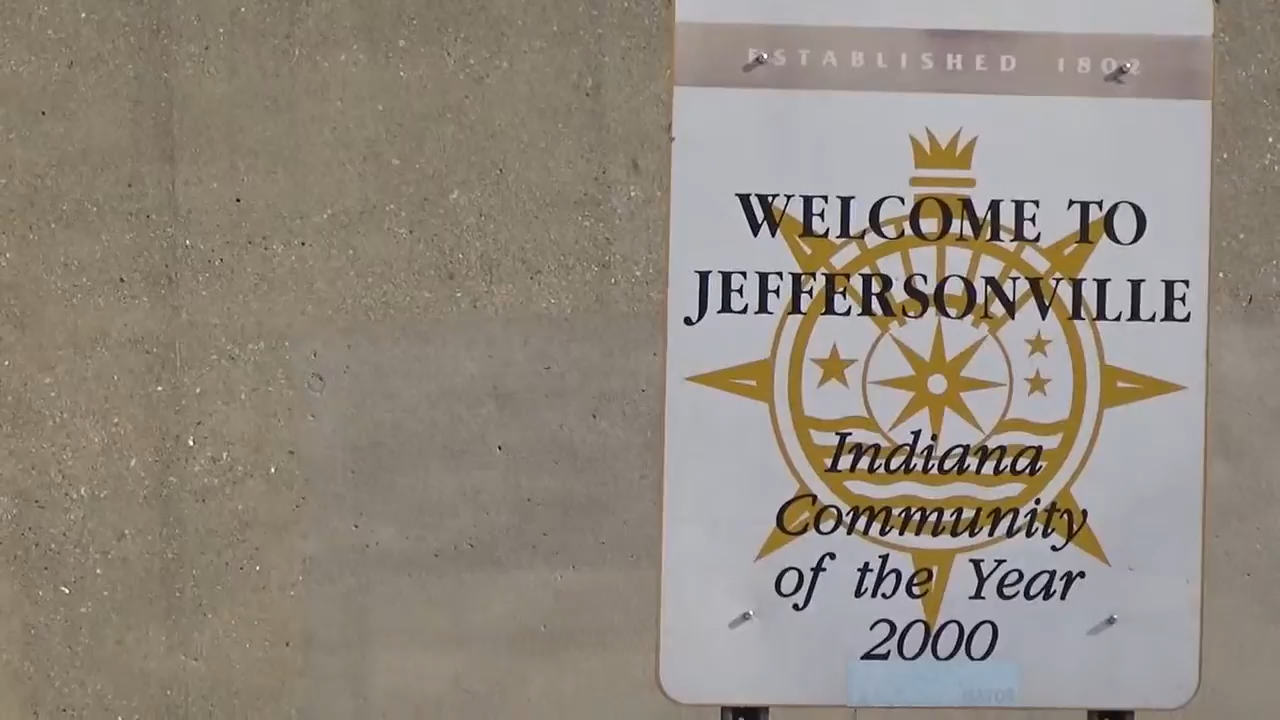 ESTABLISHED 1802
WELCOME TO
JEFFERSONVILLE
Indiana
Community
of the Year
2000